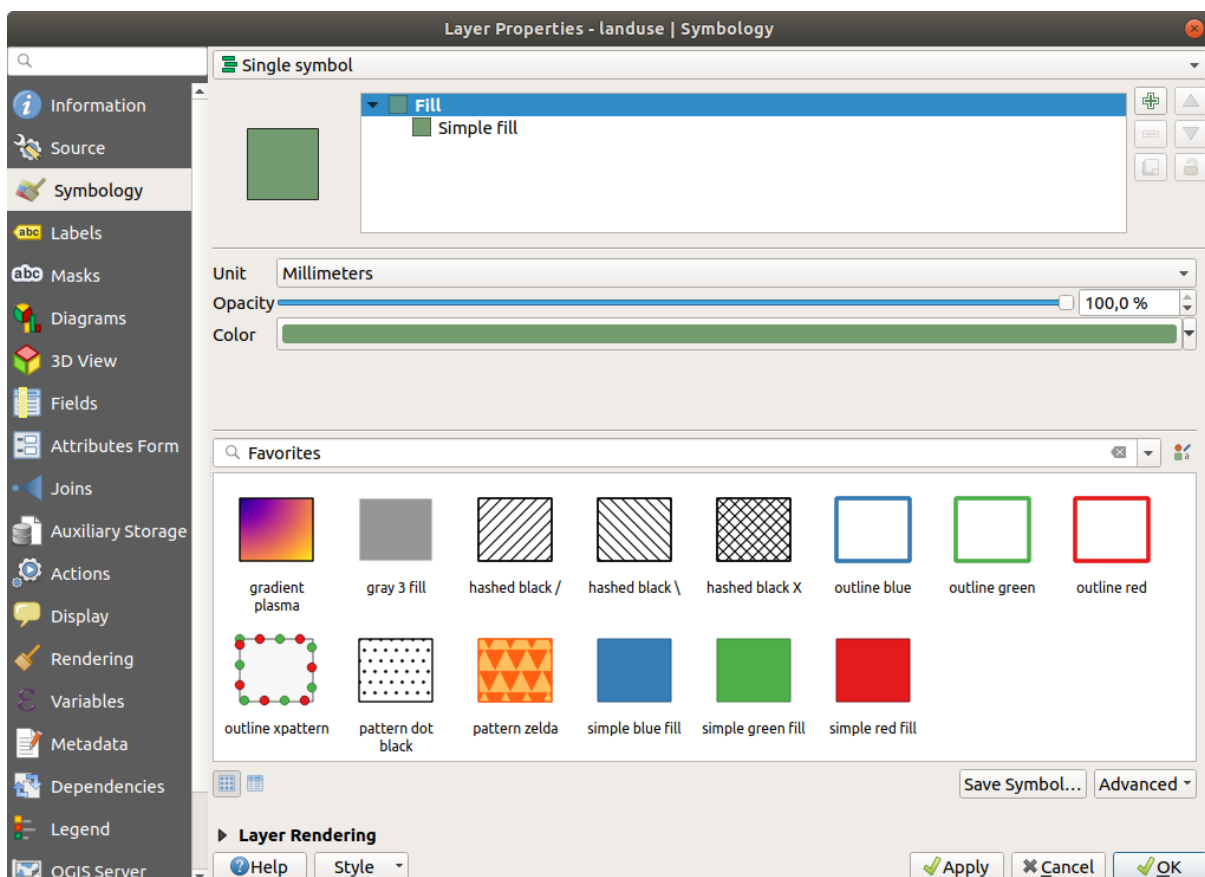 Layer Properties - landuse | Symbology
Information
Source
Symbology
Labels
Masks
Diagrams
3D View
Fields
Attributes Form
Joins
Auxiliary Storage
Actions
Display
Rendering
Variables
Metadata
Dependencies
Legend
QGIS Server
Single symbol
Fill
Simple fill
Unit
Millimeters
Opacity
100,0 %
Color
Favorites
gradient plasma
gray 3 fill
hashed black /
hashed black \
hashed black X
outline blue
outline green
outline red
outline xpattern
pattern dot black
pattern zelda
simple blue fill
simple green fill
simple red fill
Save Symbol...
Advanced
Layer Rendering
Help
Style
Apply
Cancel
OK
abc
abc